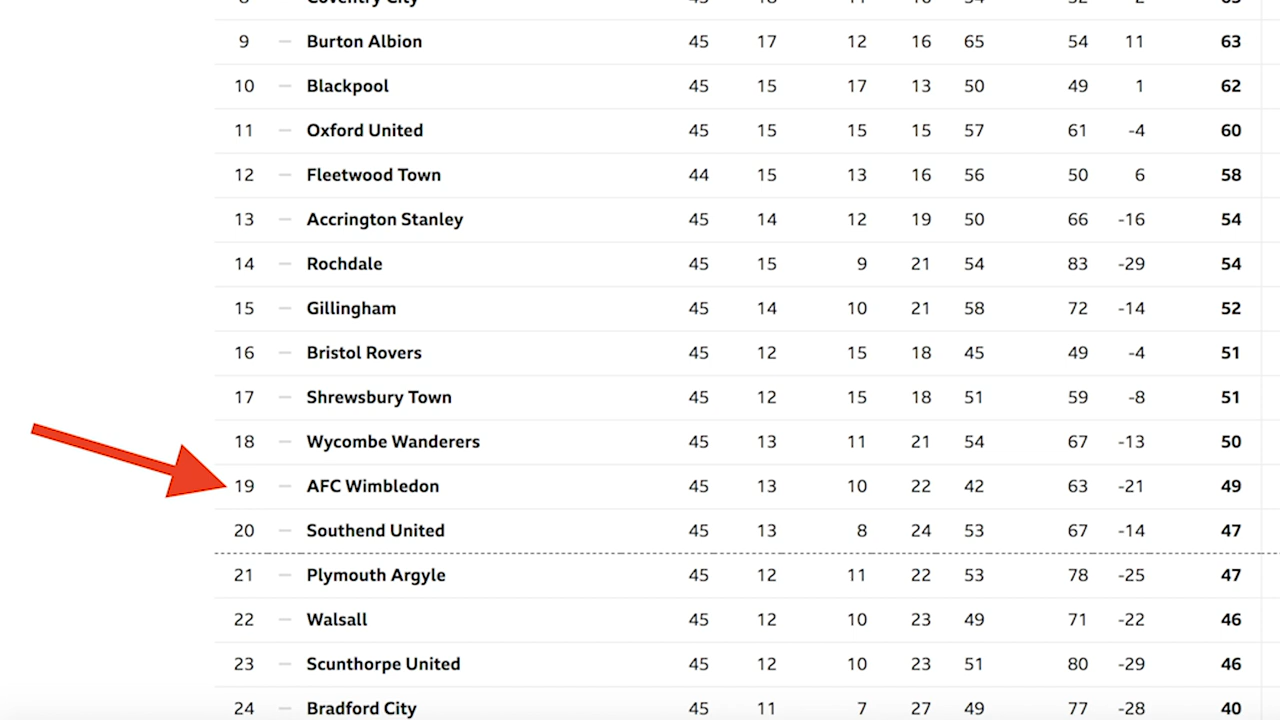 8 — Coventry City 45 18 11 16 54 52 2 65
9 — Burton Albion 45 17 12 16 65 54 11 63
10 — Blackpool 45 15 17 13 50 49 1 62
11 — Oxford United 45 15 15 15 57 61 -4 60
12 — Fleetwood Town 44 15 13 16 56 50 6 58
13 — Accrington Stanley 45 14 12 19 50 66 -16 54
14 — Rochdale 45 15 9 21 54 83 -29 54
15 — Gillingham 45 14 10 21 58 72 -14 52
16 — Bristol Rovers 45 12 15 18 45 49 -4 51
17 — Shrewsbury Town 45 12 15 18 51 59 -8 51
18 — Wycombe Wanderers 45 13 11 21 54 67 -13 50
19 — AFC Wimbledon 45 13 10 22 42 63 -21 49
20 — Southend United 45 13 8 24 53 67 -14 47
21 — Plymouth Argyle 45 12 11 22 53 78 -25 47
22 — Walsall 45 12 10 23 49 71 -22 46
23 — Scunthorpe United 45 12 10 23 51 80 -29 46
24 — Bradford City 45 11 7 27 49 77 -28 40